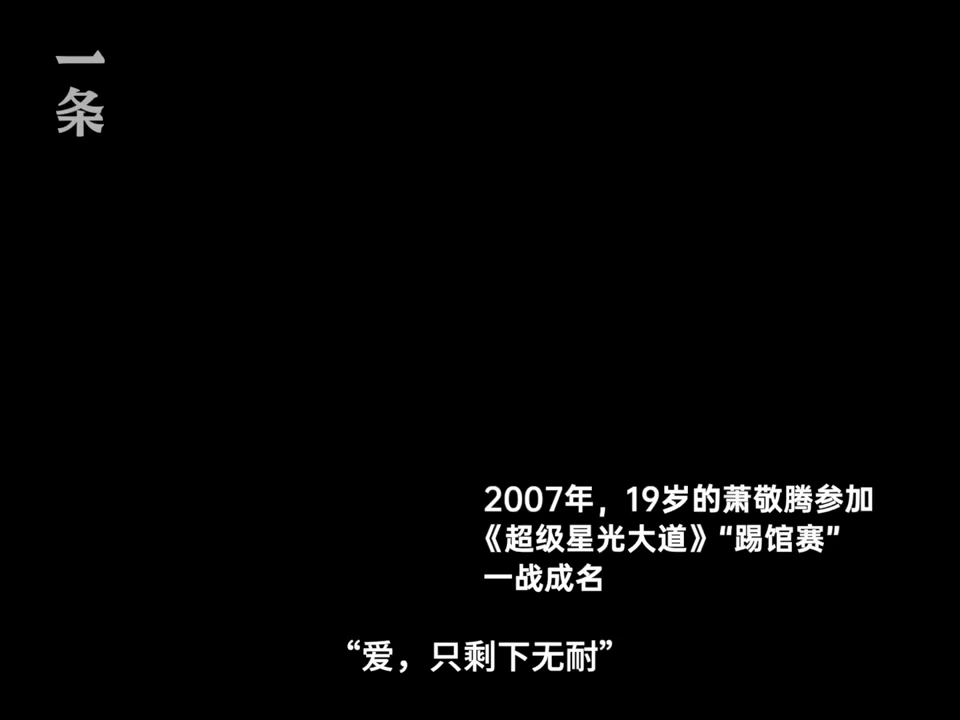 一条
2007年，19岁的萧敬腾参加
《超级星光大道》“踢馆赛”
一战成名
“爱，只剩下无耐”